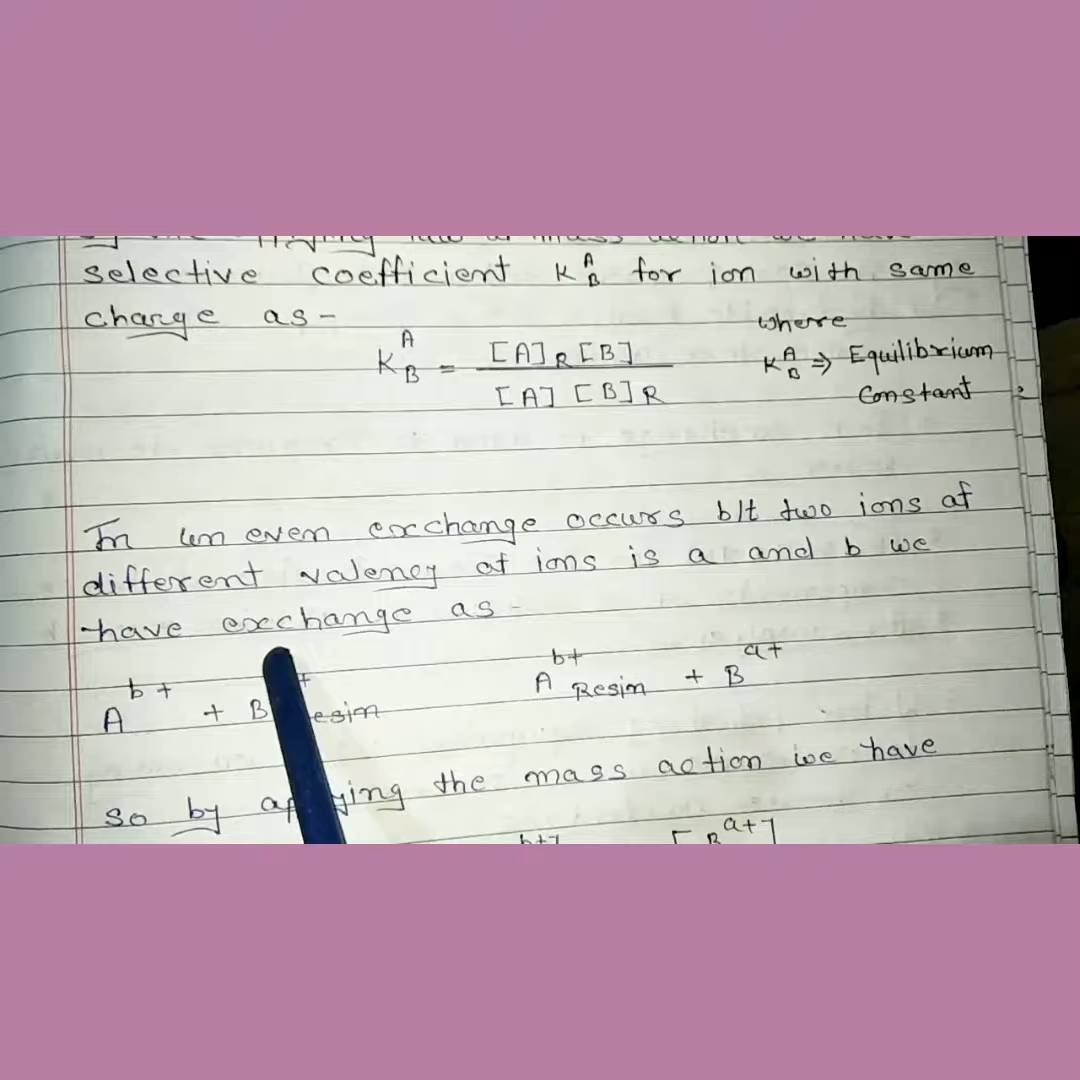 selective coefficient K^A_B for ion with same
charge as-
K^A_B = [A]R [B] / [A] [B]R
where
K^A_B ⇒ Equilibrium
Constant
In un even exchange occurs b/t two ions of
different valency of ions is a and b we
have exchange as -
A^b+ + B esin A^b+ Resin + B^a+
so by the mass action we have
[B^a+]